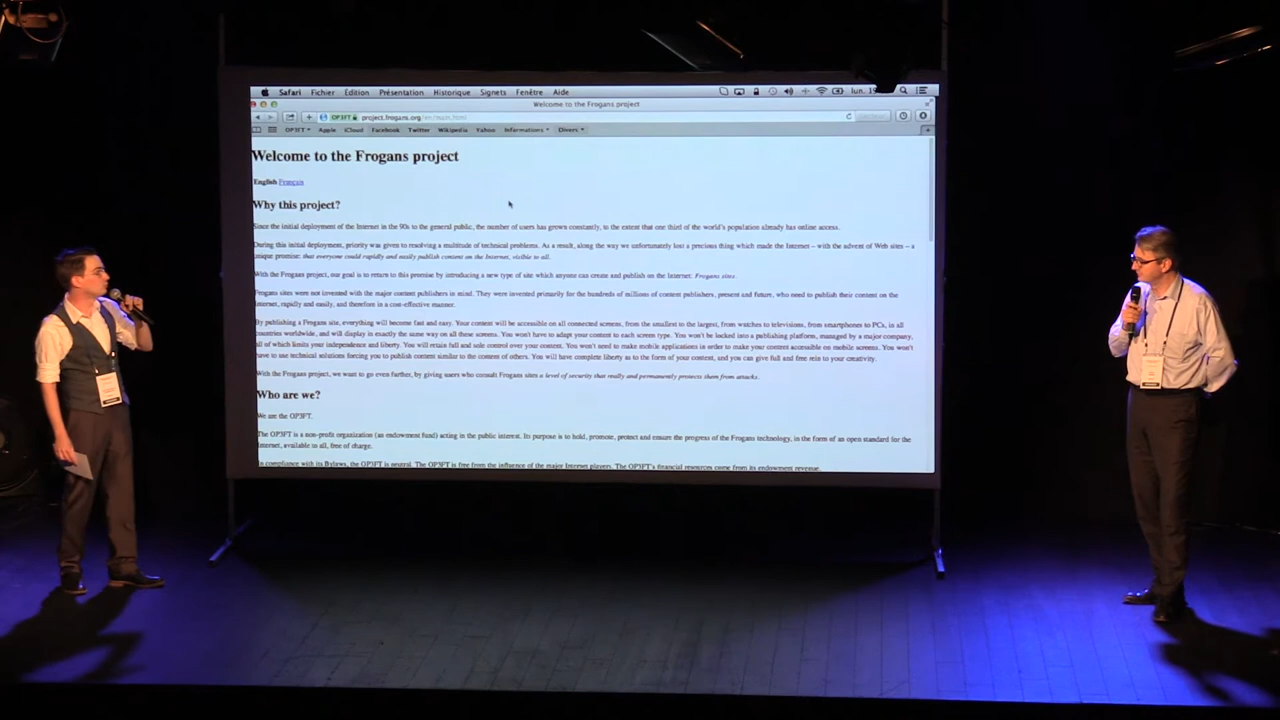 Safari Fichier Édition Présentation Historique Signets Fenêtre Aide lun.
Welcome to the Frogans project
OP3FT project.frogans.org/en/main.html
OP3FT Apple iCloud Facebook Twitter Wikipedia Yahoo Informations Divers
Welcome to the Frogans project
English Français
Why this project?
Since the initial deployment of the Internet in the 90s to the general public, the number of users has grown constantly, to the extent that one third of the world's population already has online access.
During this initial deployment, priority was given to resolving a multitude of technical problems. As a result, along the way we unfortunately lost a precious thing which made the Internet – with the advent of Web sites – a
unique promise: that everyone could rapidly and easily publish content on the Internet, visible to all.
With the Frogans project, our goal is to return to this promise by introducing a new type of site which anyone can create and publish on the Internet: Frogans sites.
Frogans sites were not invented with the major content publishers in mind. They were invented primarily for the hundreds of millions of content publishers, present and future, who need to publish their content on the
Internet, rapidly and easily, and therefore in a cost-effective manner.
By publishing a Frogans site, everything will become fast and easy. Your content will be accessible on all connected screens, from the smallest to the largest, from watches to televisions, from smartphones to PCs, in all
countries worldwide, and will display in exactly the same way on all these screens. You won't have to adapt your content to each screen type. You won't be locked into a publishing platform, managed by a major company,
all of which limits your independence and liberty. You will retain full and sole control over your content. You won't need to make mobile applications in order to make your content accessible on mobile screens. You won't
have to use technical solutions forcing you to publish content similar to the content of others. You will have complete liberty as to the form of your content, and you can give full and free rein to your creativity.
With the Frogans project, we want to go even further, by giving users who consult Frogans sites a level of security that really and permanently protects them from attacks.
Who are we?
We are the OP3FT.
The OP3FT is a non-profit organization (an endowment fund) acting in the public interest. Its purpose is to hold, promote, protect and ensure the progress of the Frogans technology, in the form of an open standard for the
Internet, available to all, free of charge.
In compliance with its Bylaws, the OP3FT is neutral. The OP3FT is free from the influence of the major Internet players. The OP3FT's financial resources come from its endowment revenue.